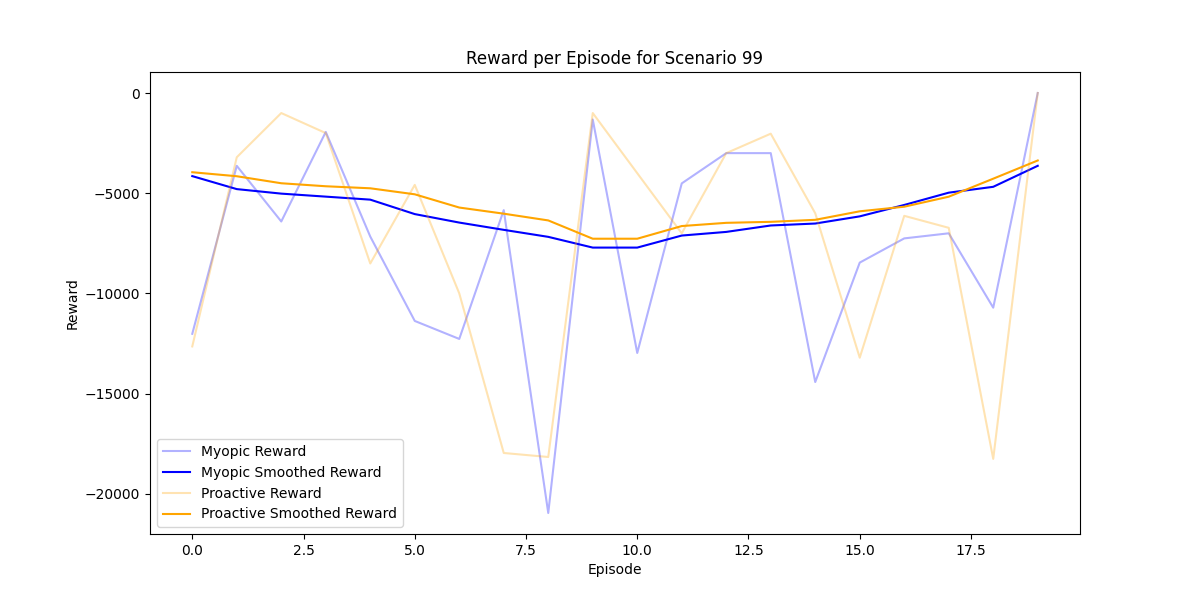 Reward per Episode for Scenario 99
Reward
0
−5000
−10000
−15000
−20000
Myopic Reward
Myopic Smoothed Reward
Proactive Reward
Proactive Smoothed Reward
0.0 2.5 5.0 7.5 10.0 12.5 15.0 17.5
Episode